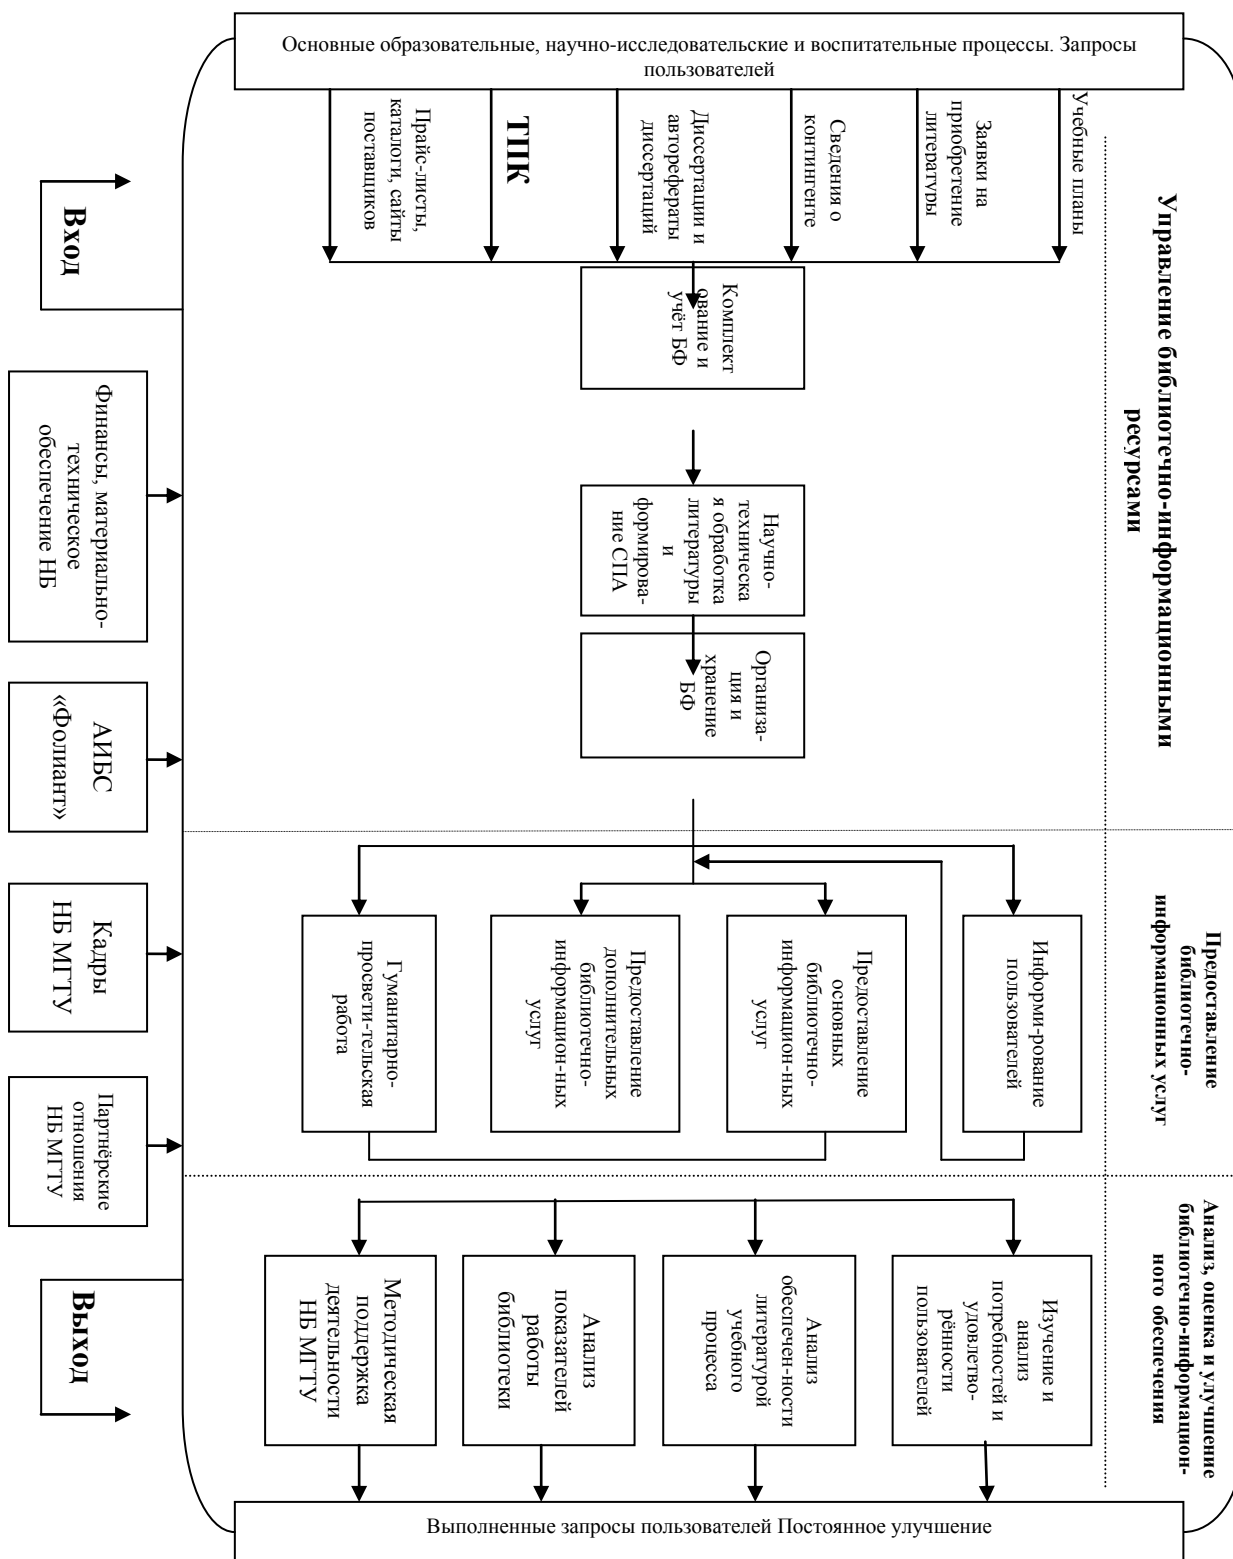 Основные образовательные, научно-исследовательские и воспитательные процессы. Запросы
пользователей
Управление библиотечно-информационными
ресурсами
Учебные планы
Заявки на
приобретение
литературы
Сведения о
контингенте
Диссертации и
авторефераты
диссертаций
ТПК
Прайс-листы,
каталоги, сайты
поставщиков
Вход
Комплект
ование и
учёт БФ
Научно-
техническа
я обработка
литературы
и
формирова-
ние СПА
Организа-
ция и
хранение
БФ
Финансы, материально-
техническое
обеспечение НБ
АИБС
«Фолиант»
Кадры
НБ МГТУ
Партнёрские
отношения
НБ МГТУ
Предоставление
библиотечно-
информационных услуг
Информи-рование
пользователей
Предоставление
основных
библиотечно-
информацион-ных
услуг
Предоставление
дополнительных
библиотечно-
информацион-ных
услуг
Гуманитарно-
просвети-тельская
работа
Анализ, оценка и улучшение
библиотечно-информацион-
ного обеспечения
Изучение и
анализ
потребностей и
удовлетво-
рённости
пользователей
Анализ
обеспечен-ности
литературой
учебного
процесса
Анализ
показателей
работы
библиотеки
Методическая
поддержка
деятельности
НБ МГТУ
Выход
Выполненные запросы пользователей Постоянное улучшение